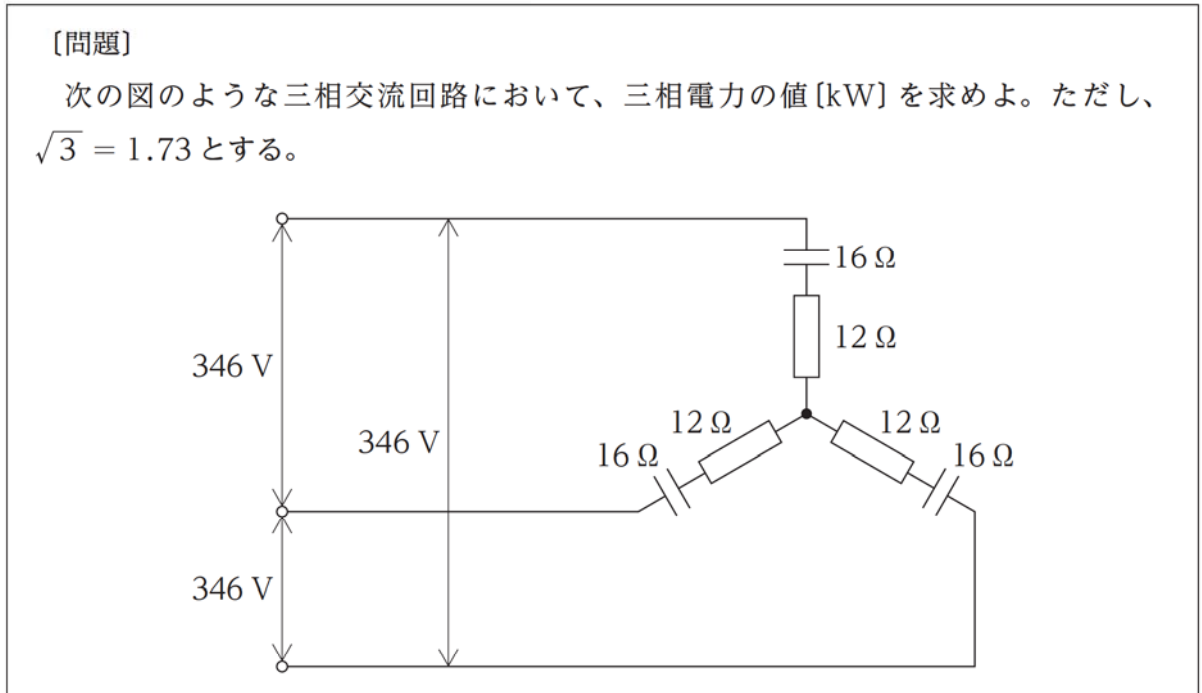 〔問題〕
次の図のような三相交流回路において、三相電力の値〔kW〕を求めよ。ただし、
√3 = 1.73 とする。
16 Ω
12 Ω
346 V
12 Ω
12 Ω
346 V
16 Ω
16 Ω
346 V